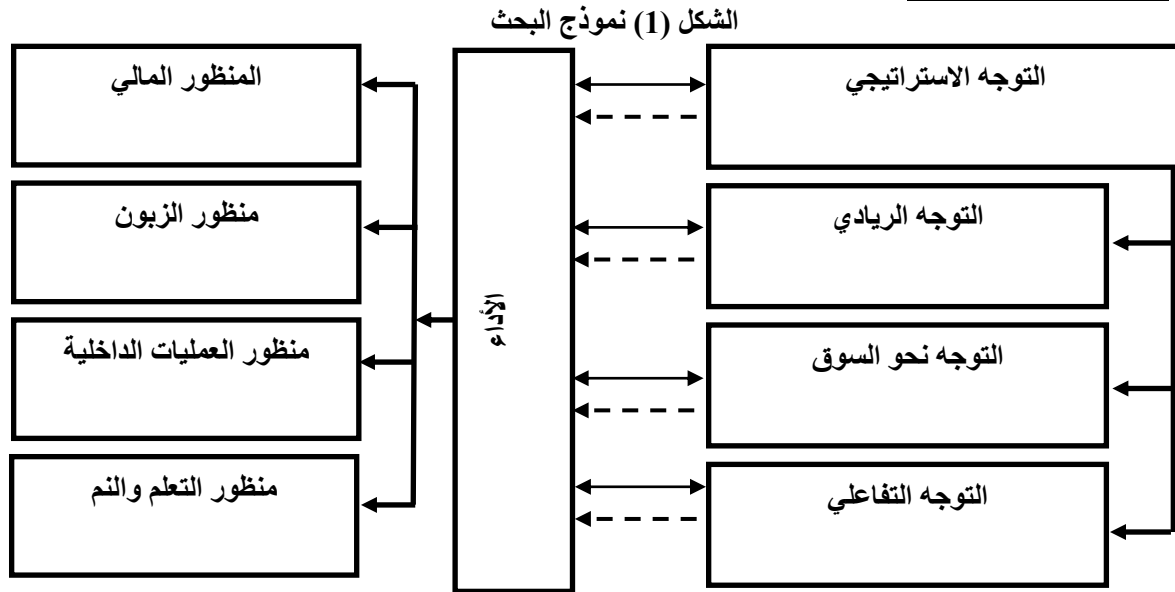 الشكل (1) نموذج البحث
التوجه الاستراتيجي
التوجه الريادي
التوجه نحو السوق
التوجه التفاعلي
الأداء
المنظور المالي
منظور الزبون
منظور العمليات الداخلية
منظور التعلم والنم